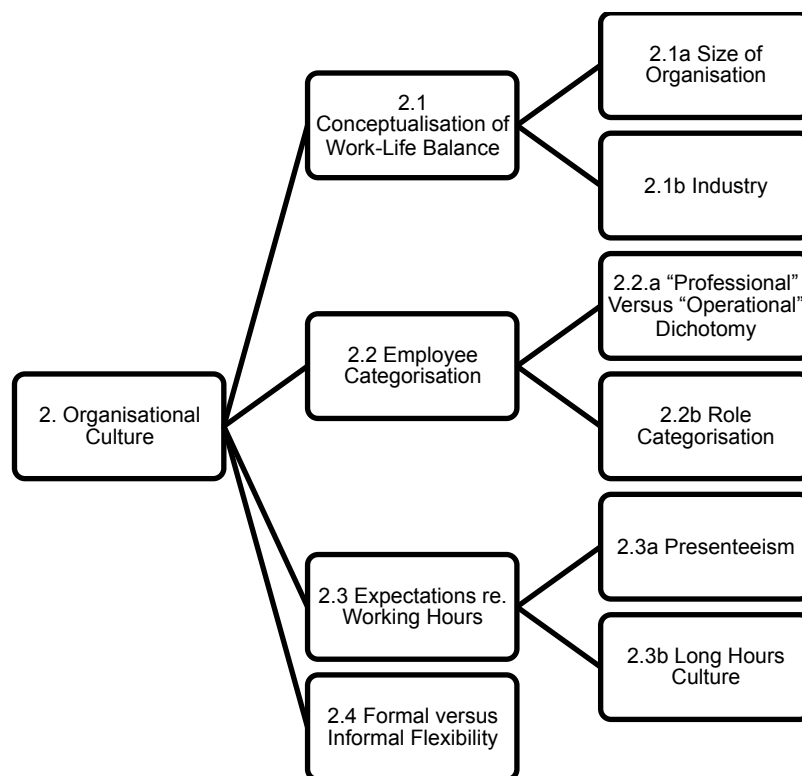 2. Organisational
Culture
2.1
Conceptualisation of
Work-Life Balance
2.1a Size of
Organisation
2.1b Industry
2.2 Employee
Categorisation
2.2.a “Professional”
Versus “Operational”
Dichotomy
2.2b Role
Categorisation
2.3 Expectations re.
Working Hours
2.3a Presenteeism
2.3b Long Hours
Culture
2.4 Formal versus
Informal Flexibility